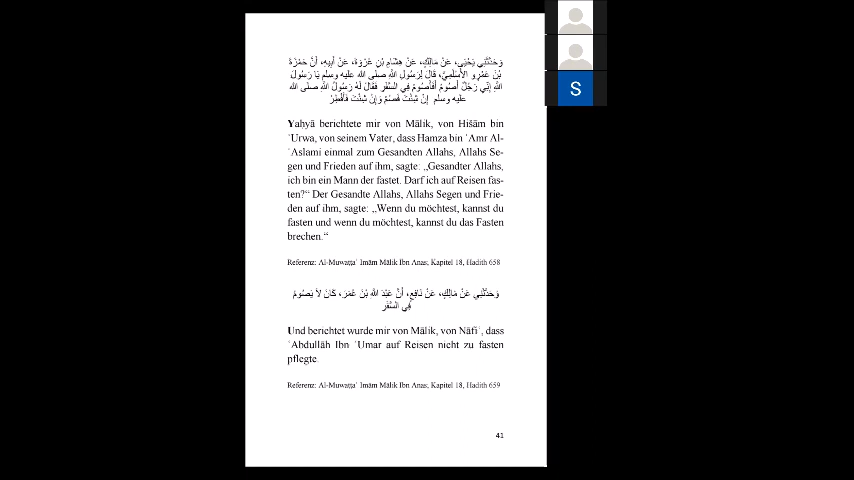 وَحَدَّثَنِي يَحْيَى، عَنْ مَالِكٍ، عَنْ هِشَامِ بْنِ عُرْوَةَ، عَنْ أَبِيهِ، أَنَّ حَمْزَةَ
بْنَ عَمْرٍو الأَسْلَمِيَّ، قَالَ لِرَسُولِ اللهِ صلى الله عليه وسلم يَا رَسُولَ
اللهِ إِنِّي رَجُلٌ أَصُومُ أَفَأَصُومُ فِي السَّفَرِ فَقَالَ لَهُ رَسُولُ اللهِ صلى الله
عليه وسلم إِنْ شِئْتَ فَصُمْ وَإِنْ شِئْتَ فَأَفْطِرْ
Yaḥyā berichtete mir von Mālik, von Hišām bin
ʿUrwa, von seinem Vater, dass Hamza bin ʿAmr Al-
ʾAslami einmal zum Gesandten Allahs, Allahs Se-
gen und Frieden auf ihm, sagte: „Gesandter Allahs,
ich bin ein Mann der fastet. Darf ich auf Reisen fas-
ten?“ Der Gesandte Allahs, Allahs Segen und Frie-
den auf ihm, sagte: „Wenn du möchtest, kannst du
fasten und wenn du möchtest, kannst du das Fasten
brechen.“
Referenz: Al-Muwaṭṭaʾ Imām Mālik Ibn Anas; Kapitel 18, Hadith 658
وَحَدَّثَنِي عَنْ مَالِكٍ، عَنْ نَافِعٍ، أَنَّ عَبْدَ اللهِ بْنَ عُمَرَ، كَانَ لاَ يَصُومُ
فِي السَّفَرِ
Und berichtet wurde mir von Mālik, von Nāfiʿ, dass
ʿAbdullāh Ibn ʿUmar auf Reisen nicht zu fasten
pflegte.
Referenz: Al-Muwaṭṭaʾ Imām Mālik Ibn Anas; Kapitel 18, Hadith 659
41
S